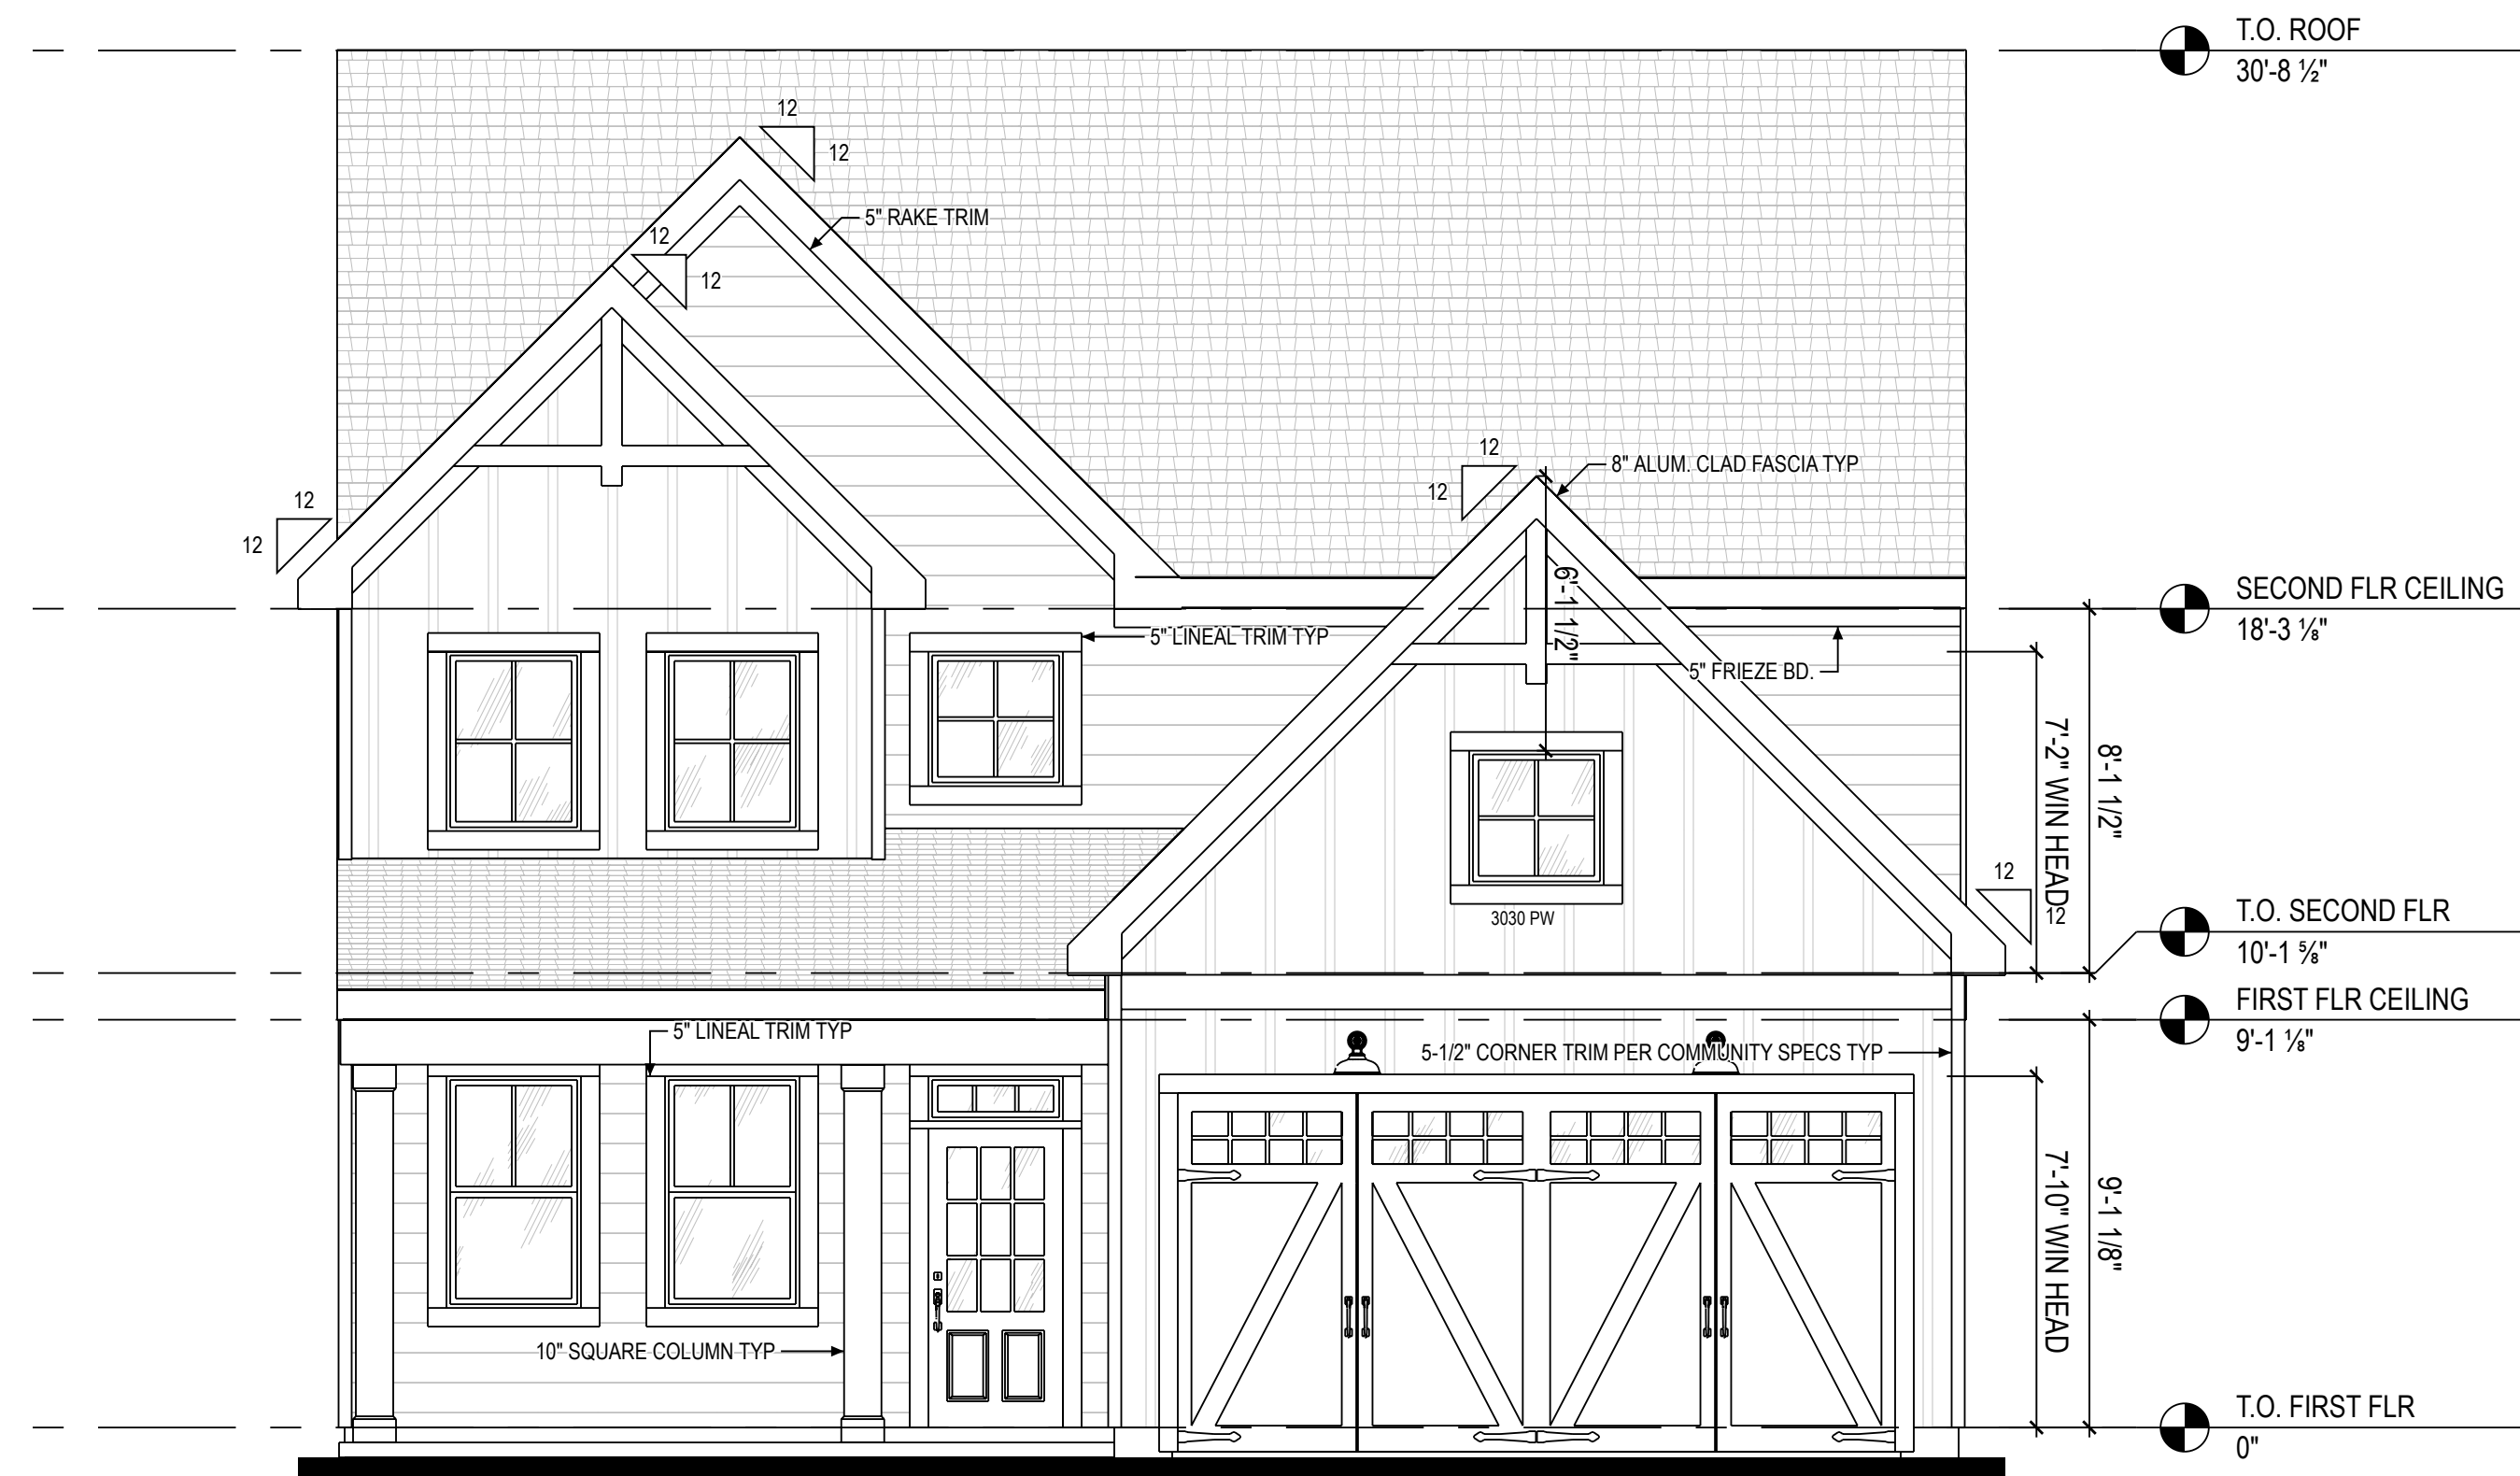 T.O. ROOF
30'-8 ½"
12
12
5" RAKE TRIM
12
12
12
12
12
12
8" ALUM. CLAD FASCIA TYP
6'-1 1/2"
SECOND FLR CEILING
18'-3 ⅛"
5" LINEAL TRIM TYP
5" FRIEZE BD.
7'-2" WIN HEAD
8'-1 1/2"
3030 PW
12
12
T.O. SECOND FLR
10'-1 ⅝"
FIRST FLR CEILING
9'-1 ⅛"
5" LINEAL TRIM TYP
5-1/2" CORNER TRIM PER COMMUNITY SPECS TYP
7'-10" WIN HEAD
9'-1 1/8"
10" SQUARE COLUMN TYP
T.O. FIRST FLR
0"